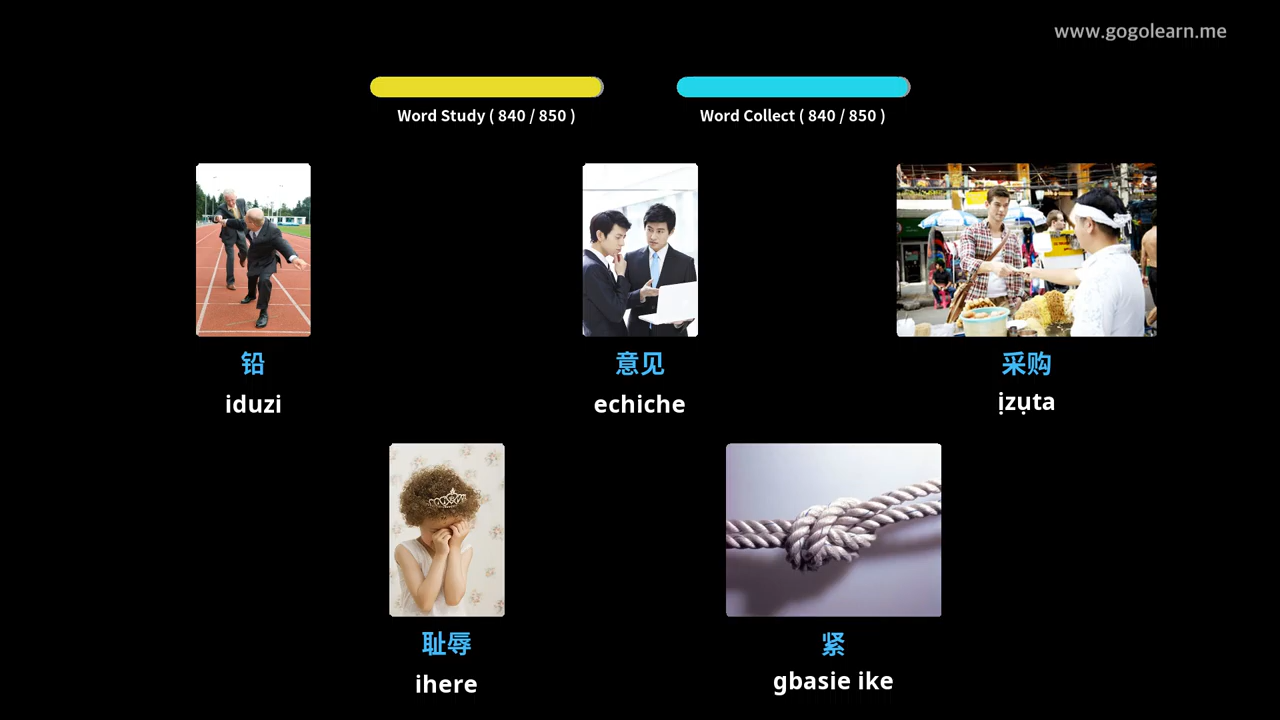 www.gogolearn.me
Word Study ( 840 / 850 )
Word Collect ( 840 / 850 )
铅
iduzi
意见
echiche
采购
ịzụta
耻辱
ihere
紧
gbasie ike